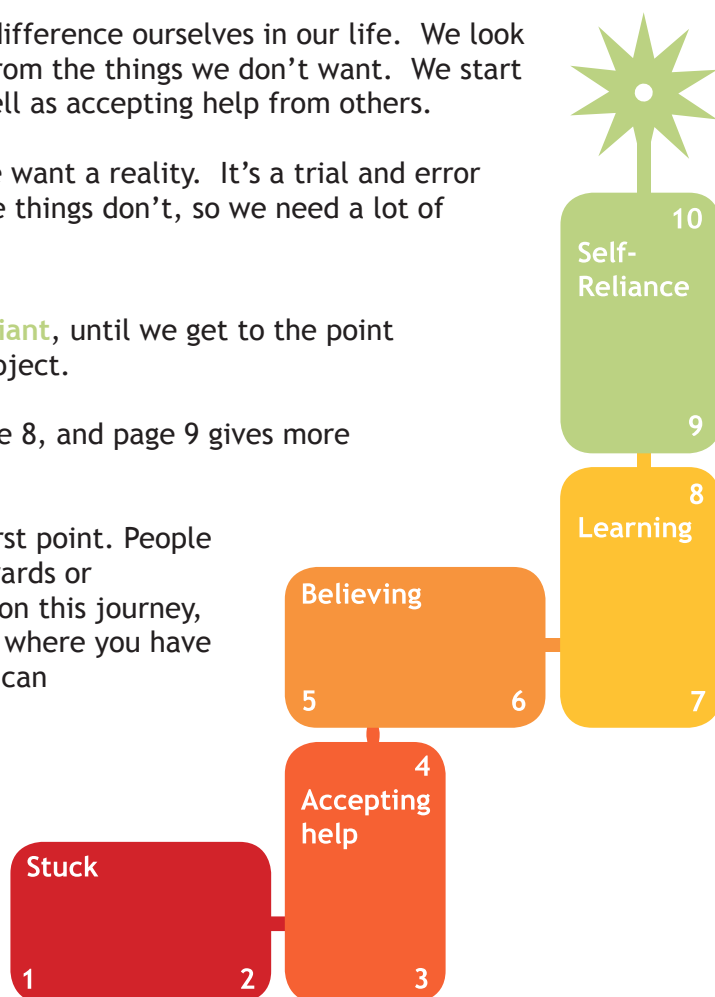 difference ourselves in our life. We look
from the things we don't want. We start
ell as accepting help from others.
e want a reality. It's a trial and error
e things don't, so we need a lot of
iant, until we get to the point
oject.
e 8, and page 9 gives more
rst point. People
ards or
on this journey,
where you have
can
10
Self-
Reliance
9
8
Learning
7
Believing
5 6
4
Accepting
help
3
Stuck
1 2